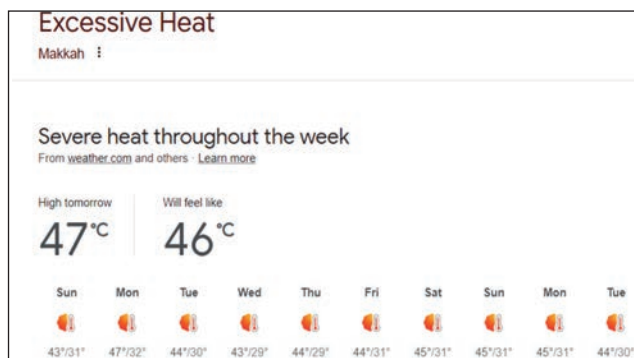 Excessive Heat
Makkah
Severe heat throughout the week
From weather.com and others · Learn more
High tomorrow Will feel like
47°C 46°C
Sun Mon Tue Wed Thu Fri Sat Sun Mon Tue
43°/31° 47°/32° 44°/30° 43°/29° 44°/29° 44°/31° 45°/31° 45°/31° 45°/31° 44°/30°